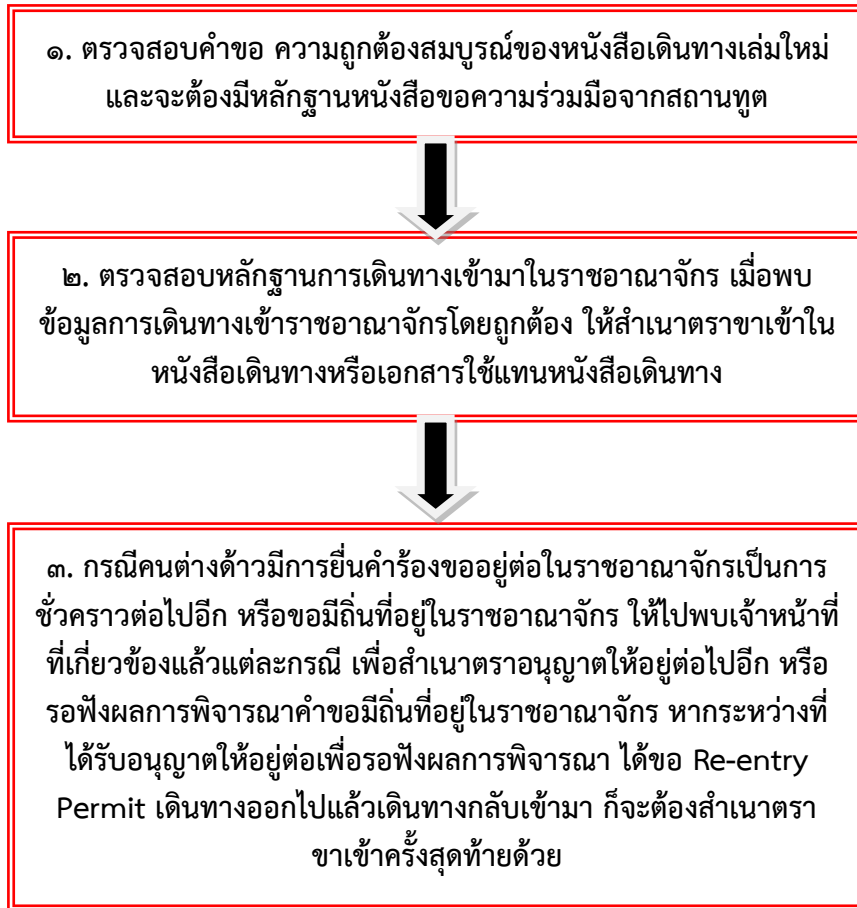 ๑. ตรวจสอบคำขอ ความถูกต้องสมบูรณ์ของหนังสือเดินทางเล่มใหม่
และจะต้องมีหลักฐานหนังสือขอความร่วมมือจากสถานทูต
๒. ตรวจสอบหลักฐานการเดินทางเข้ามาในราชอาณาจักร เมื่อพบ
ข้อมูลการเดินทางเข้าราชอาณาจักรโดยถูกต้อง ให้สำเนาตราขาเข้าใน
หนังสือเดินทางหรือเอกสารใช้แทนหนังสือเดินทาง
๓. กรณีคนต่างด้าวมีการยื่นคำร้องขออยู่ต่อในราชอาณาจักรเป็นการ
ชั่วคราวต่อไปอีก หรือขอมีถิ่นที่อยู่ในราชอาณาจักร ให้ไปพบเจ้าหน้าที่
ที่เกี่ยวข้องแล้วแต่ละกรณี เพื่อสำเนาตราอนุญาตให้อยู่ต่อไปอีก หรือ
รอฟังผลการพิจารณาคำขอมีถิ่นที่อยู่ในราชอาณาจักร หากระหว่างที่
ได้รับอนุญาตให้อยู่ต่อเพื่อรอฟังผลการพิจารณา ได้ขอ Re-entry
Permit เดินทางออกไปแล้วเดินทางกลับเข้ามา ก็จะต้องสำเนาตรา
ขาเข้าครั้งสุดท้ายด้วย